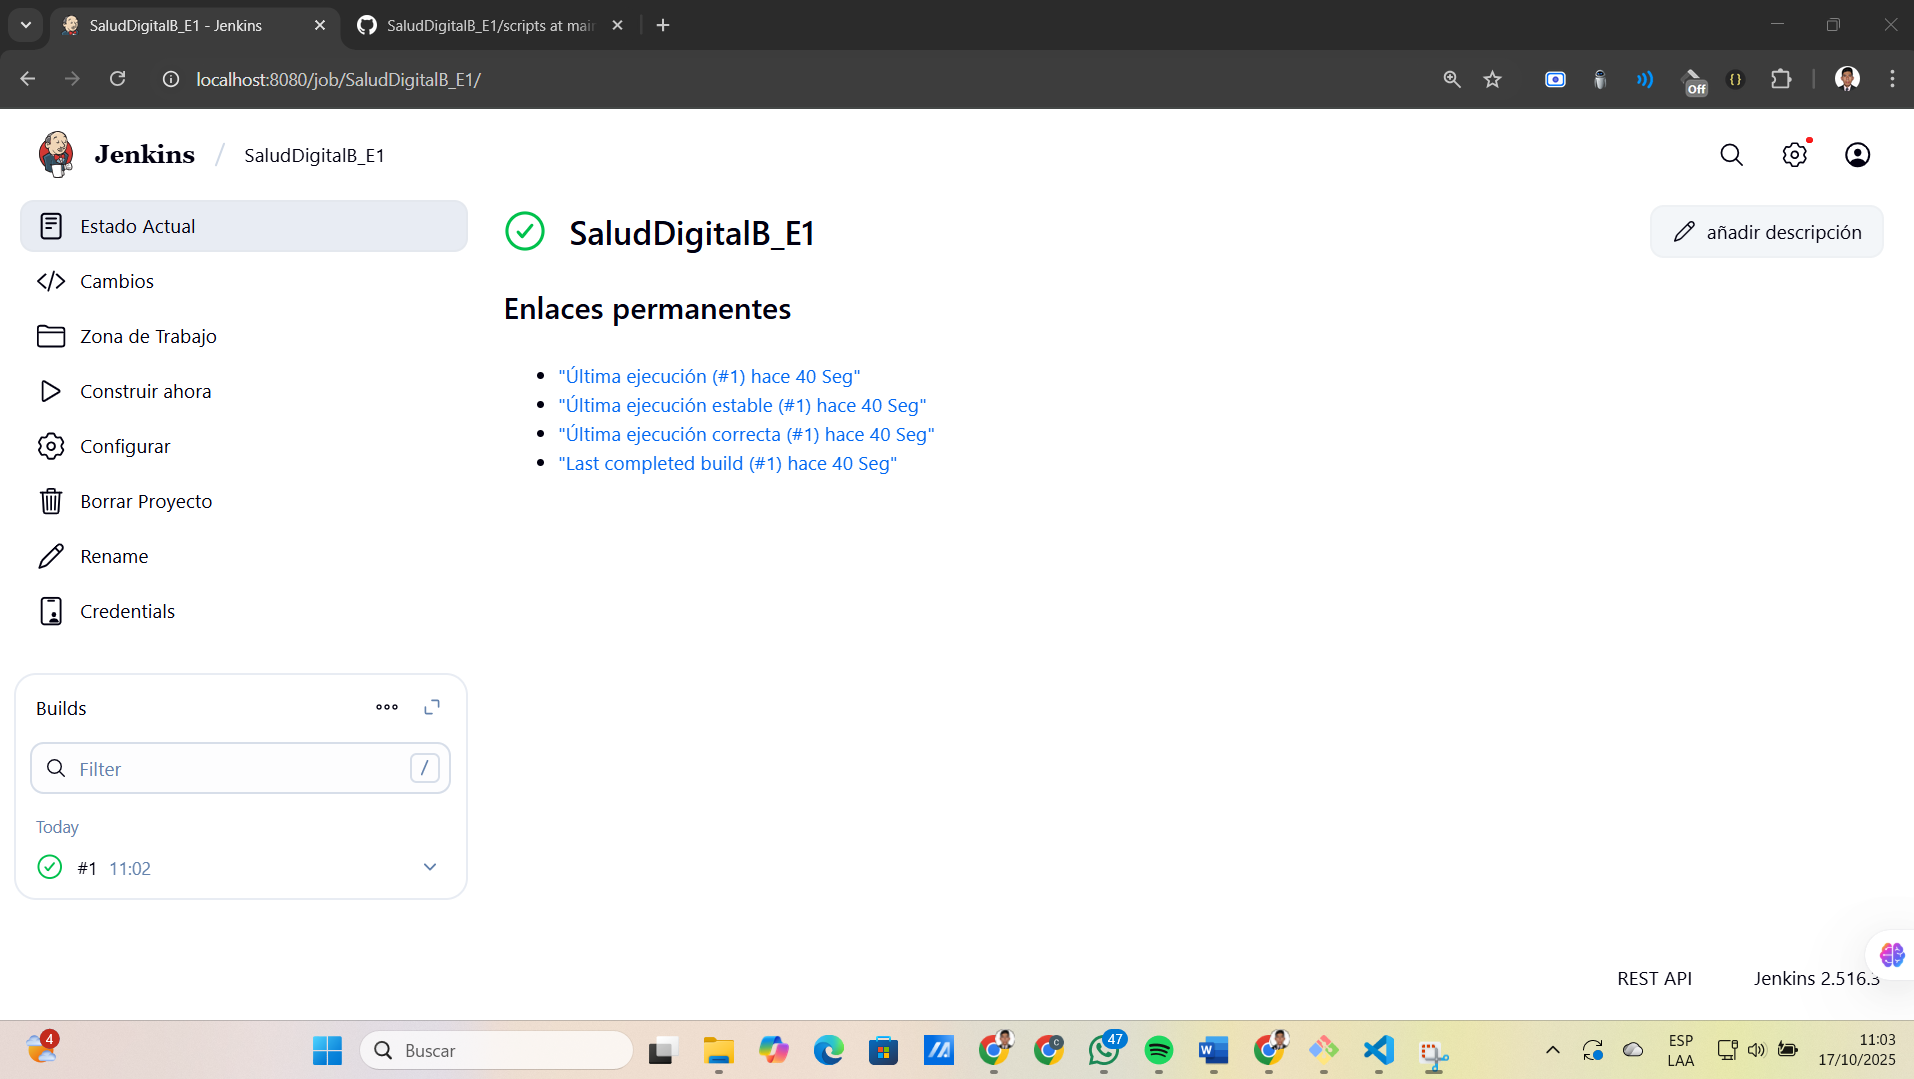 SaludDigitalB_E1 - Jenkins
SaludDigitalB_E1/scripts at main
localhost:8080/job/SaludDigitalB_E1/
Off
Jenkins / SaludDigitalB_E1
Estado Actual
Cambios
Zona de Trabajo
Construir ahora
Configurar
Borrar Proyecto
Rename
Credentials
SaludDigitalB_E1
añadir descripción
Enlaces permanentes
"Última ejecución (#1) hace 40 Seg"
"Última ejecución estable (#1) hace 40 Seg"
"Última ejecución correcta (#1) hace 40 Seg"
"Last completed build (#1) hace 40 Seg"
Builds
Filter /
Today
#1 11:02
REST API
Jenkins 2.516.3
4
Buscar
C
47
ESP
LAA
11:03
17/10/2025